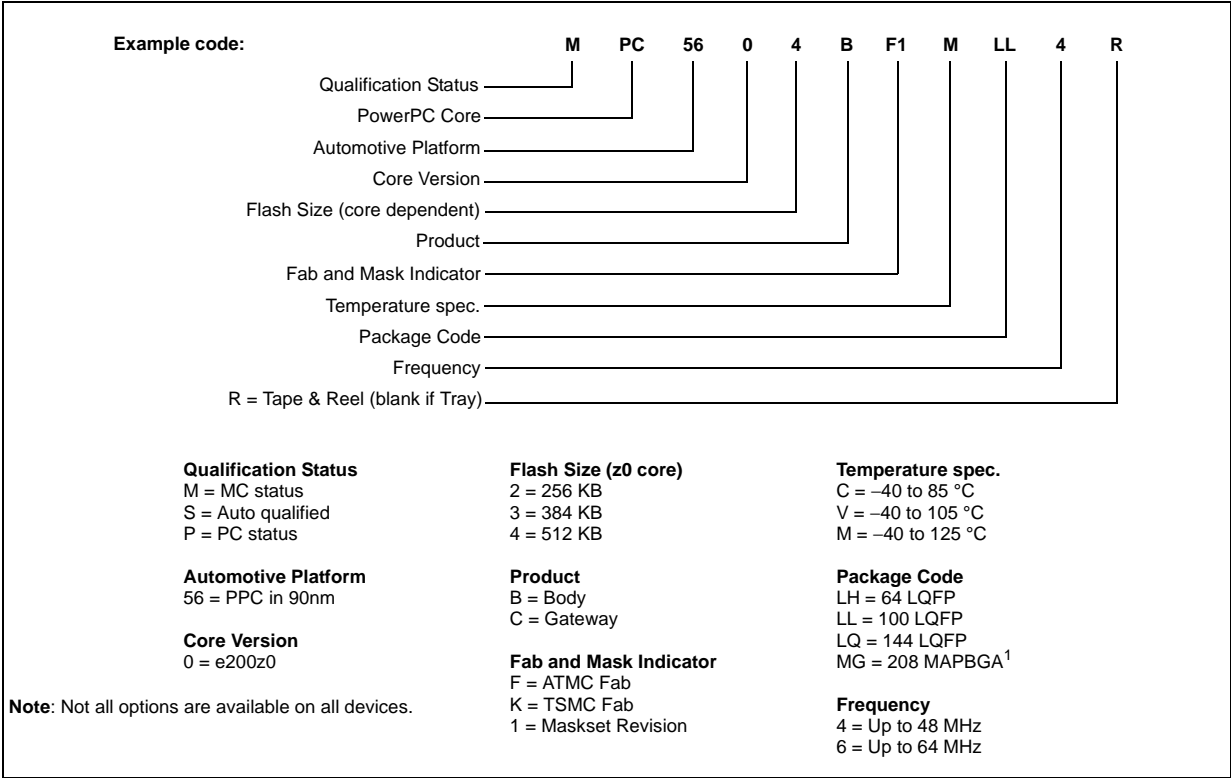 Example code: M PC 56 0 4 B F1 M LL 4 R
Qualification Status
PowerPC Core
Automotive Platform
Core Version
Flash Size (core dependent)
Product
Fab and Mask Indicator
Temperature spec.
Package Code
Frequency
R = Tape & Reel (blank if Tray)
Qualification Status
M = MC status
S = Auto qualified
P = PC status
Automotive Platform
56 = PPC in 90nm
Core Version
0 = e200z0
Note: Not all options are available on all devices.
Flash Size (z0 core)
2 = 256 KB
3 = 384 KB
4 = 512 KB
Product
B = Body
C = Gateway
Fab and Mask Indicator
F = ATMC Fab
K = TSMC Fab
1 = Maskset Revision
Temperature spec.
C = −40 to 85 °C
V = −40 to 105 °C
M = −40 to 125 °C
Package Code
LH = 64 LQFP
LL = 100 LQFP
LQ = 144 LQFP
MG = 208 MAPBGA1
Frequency
4 = Up to 48 MHz
6 = Up to 64 MHz